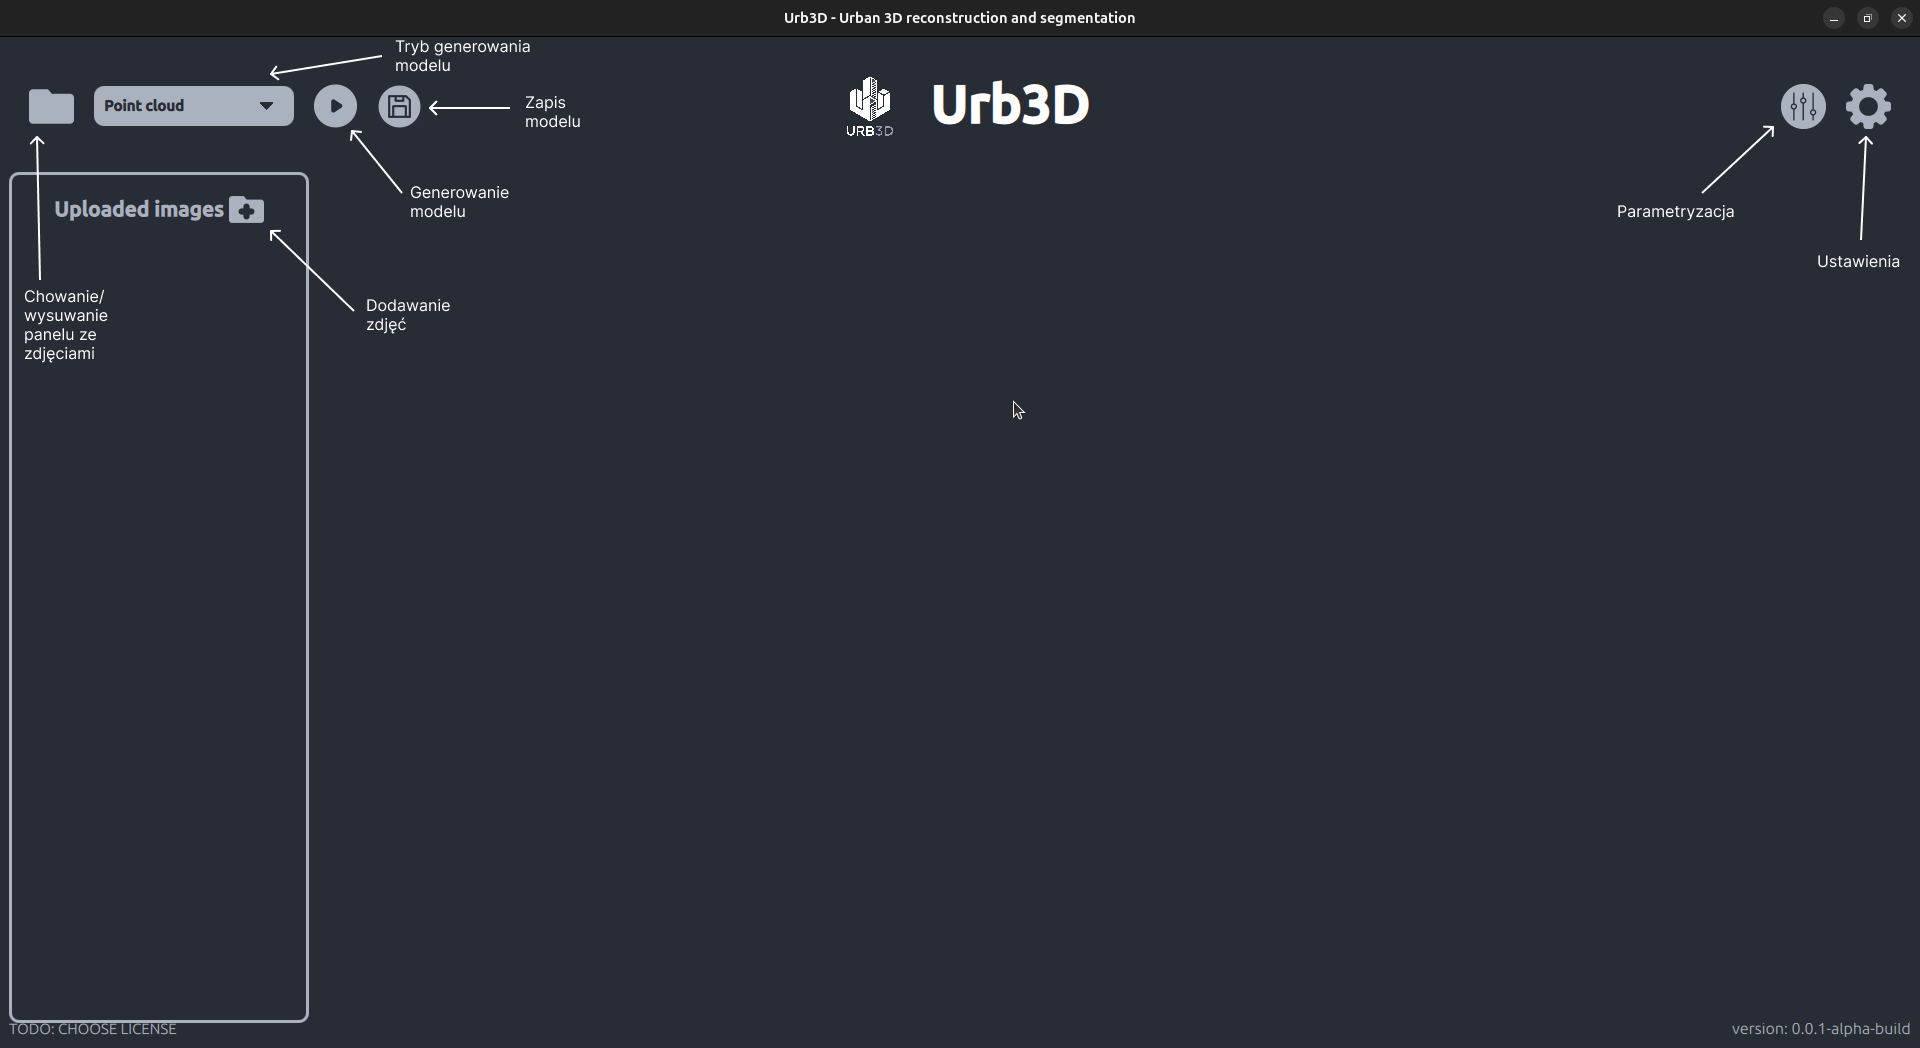 Urb3D - Urban 3D reconstruction and segmentation
Tryb generowania
modelu
Point cloud
Zapis
modelu
URB3D
Urb3D
Generowanie
modelu
Parametryzacja
Ustawienia
Uploaded images
Chowanie/
wysuwanie
panelu ze
zdjęciami
Dodawanie
zdjęć
TODO: CHOOSE LICENSE
version: 0.0.1-alpha-build